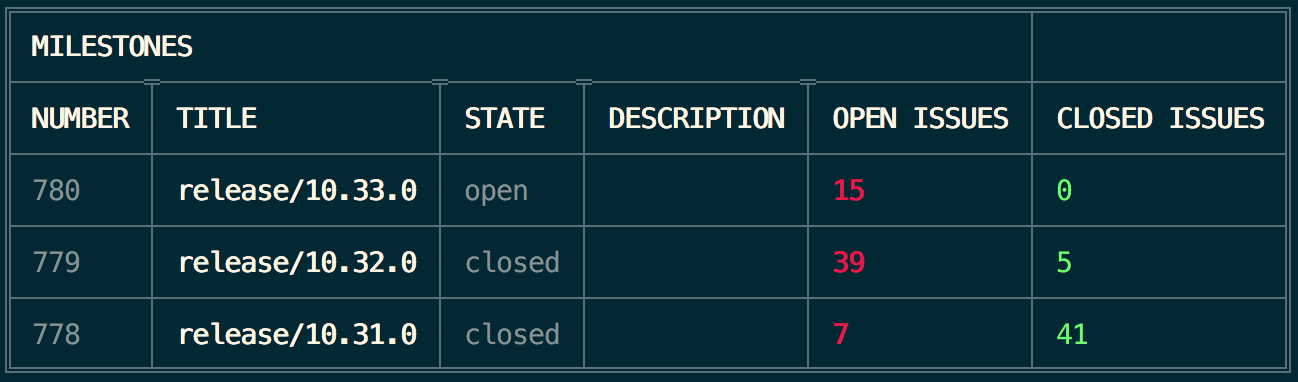 MILESTONES
NUMBER TITLE STATE DESCRIPTION OPEN ISSUES CLOSED ISSUES
780 release/10.33.0 open 15 0
779 release/10.32.0 closed 39 5
778 release/10.31.0 closed 7 41